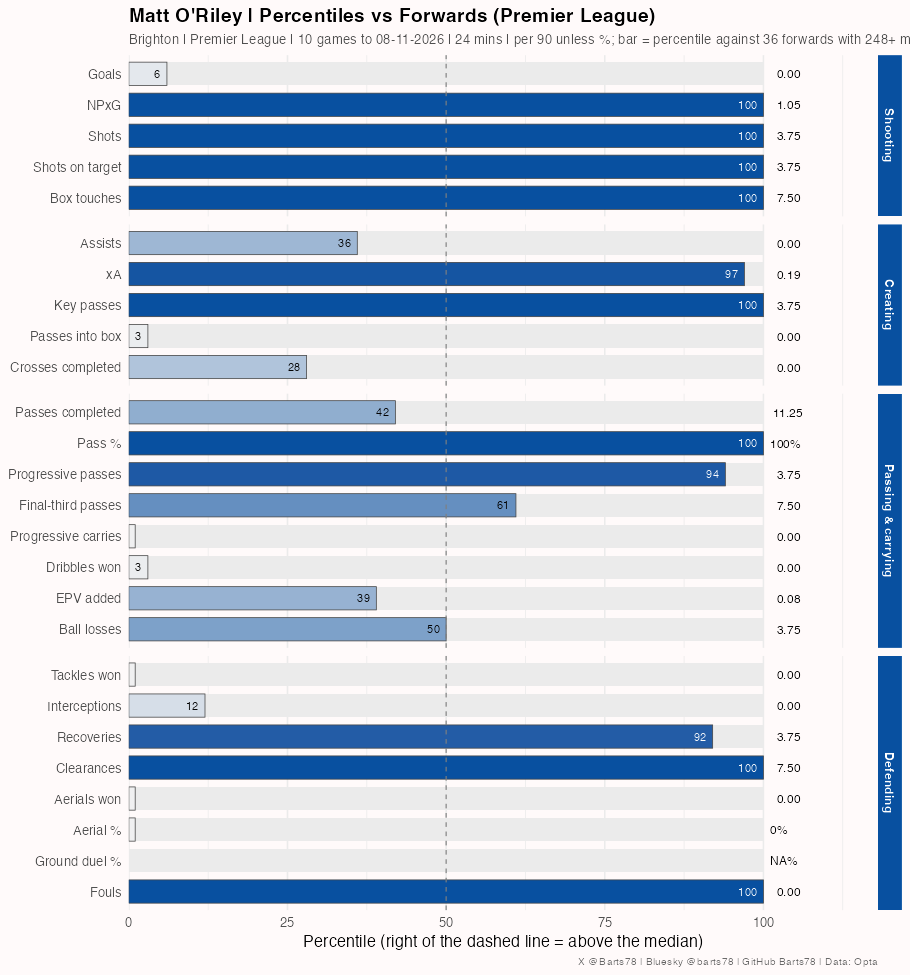 Matt O'Riley | Percentiles vs Forwards (Premier League)
Brighton | Premier League | 10 games to 08-11-2026 | 24 mins | per 90 unless %; bar = percentile against 36 forwards with 248+ m
Shooting
Goals 6 0.00
NPxG 100 1.05
Shots 100 3.75
Shots on target 100 3.75
Box touches 100 7.50
Creating
Assists 36 0.00
xA 97 0.19
Key passes 100 3.75
Passes into box 3 0.00
Crosses completed 28 0.00
Passing & carrying
Passes completed 42 11.25
Pass % 100 100%
Progressive passes 94 3.75
Final-third passes 61 7.50
Progressive carries 0.00
Dribbles won 3 0.00
EPV added 39 0.08
Ball losses 50 3.75
Defending
Tackles won 0.00
Interceptions 12 0.00
Recoveries 92 3.75
Clearances 100 7.50
Aerials won 0.00
Aerial % 0%
Ground duel % NA%
Fouls 100 0.00
0 25 50 75 100
Percentile (right of the dashed line = above the median)
X @Barts78 | Bluesky @barts78 | GitHub Barts78 | Data: Opta